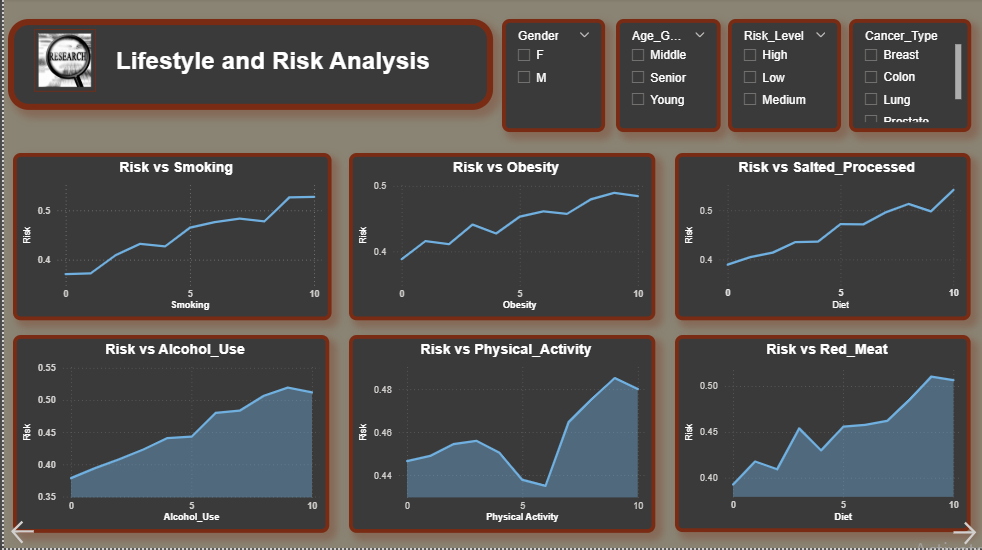 RESEARCH
Lifestyle and Risk Analysis
Gender
F
M
Age_G...
Middle
Senior
Young
Risk_Level
High
Low
Medium
Cancer_Type
Breast
Colon
Lung
Prostate
Risk vs Smoking
Risk
0.5
0.4
0 5 10
Smoking
Risk vs Obesity
Risk
0.5
0.4
0 5 10
Obesity
Risk vs Salted_Processed
Risk
0.5
0.4
0 5 10
Diet
Risk vs Alcohol_Use
Risk
0.55
0.50
0.45
0.40
0.35
0 5 10
Alcohol_Use
Risk vs Physical_Activity
Risk
0.48
0.46
0.44
0 5 10
Physical Activity
Risk vs Red_Meat
Risk
0.50
0.45
0.40
0 5 10
Diet